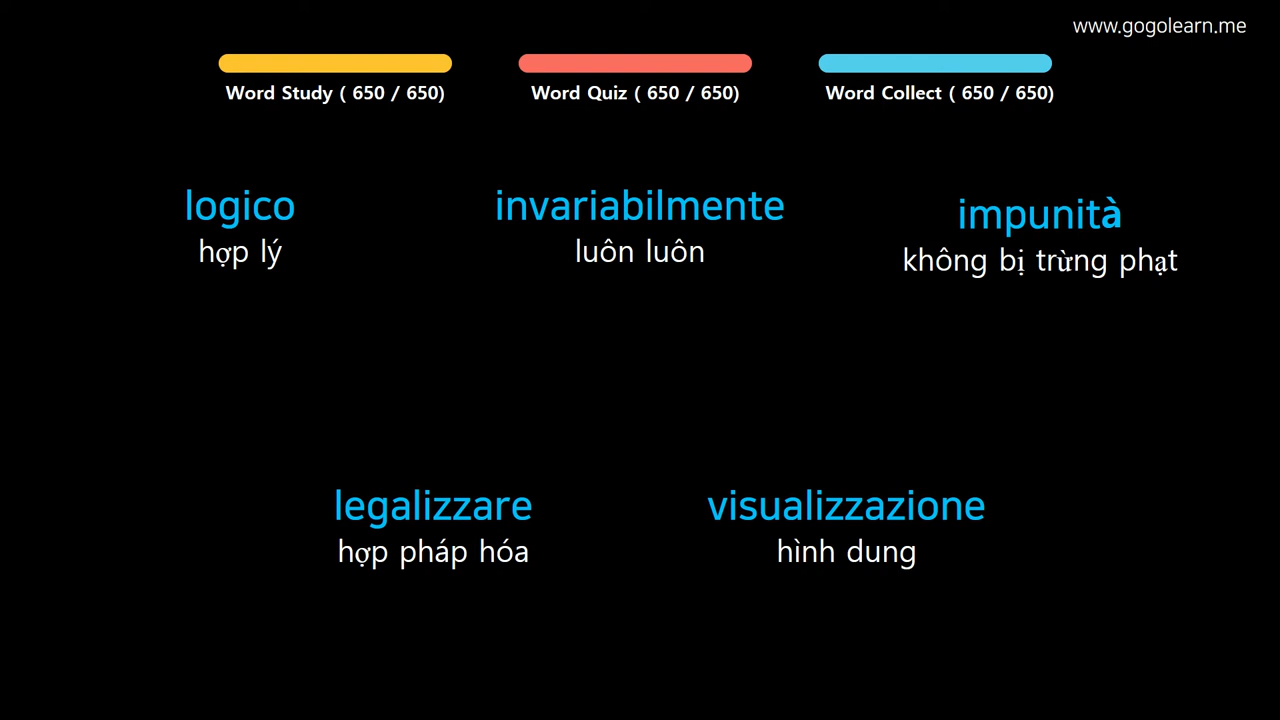 www.gogolearn.me
Word Study ( 650 / 650)
Word Quiz ( 650 / 650)
Word Collect ( 650 / 650)
logico
hợp lý
invariabilmente
luôn luôn
impunità
không bị trừng phạt
legalizzare
hợp pháp hóa
visualizzazione
hình dung